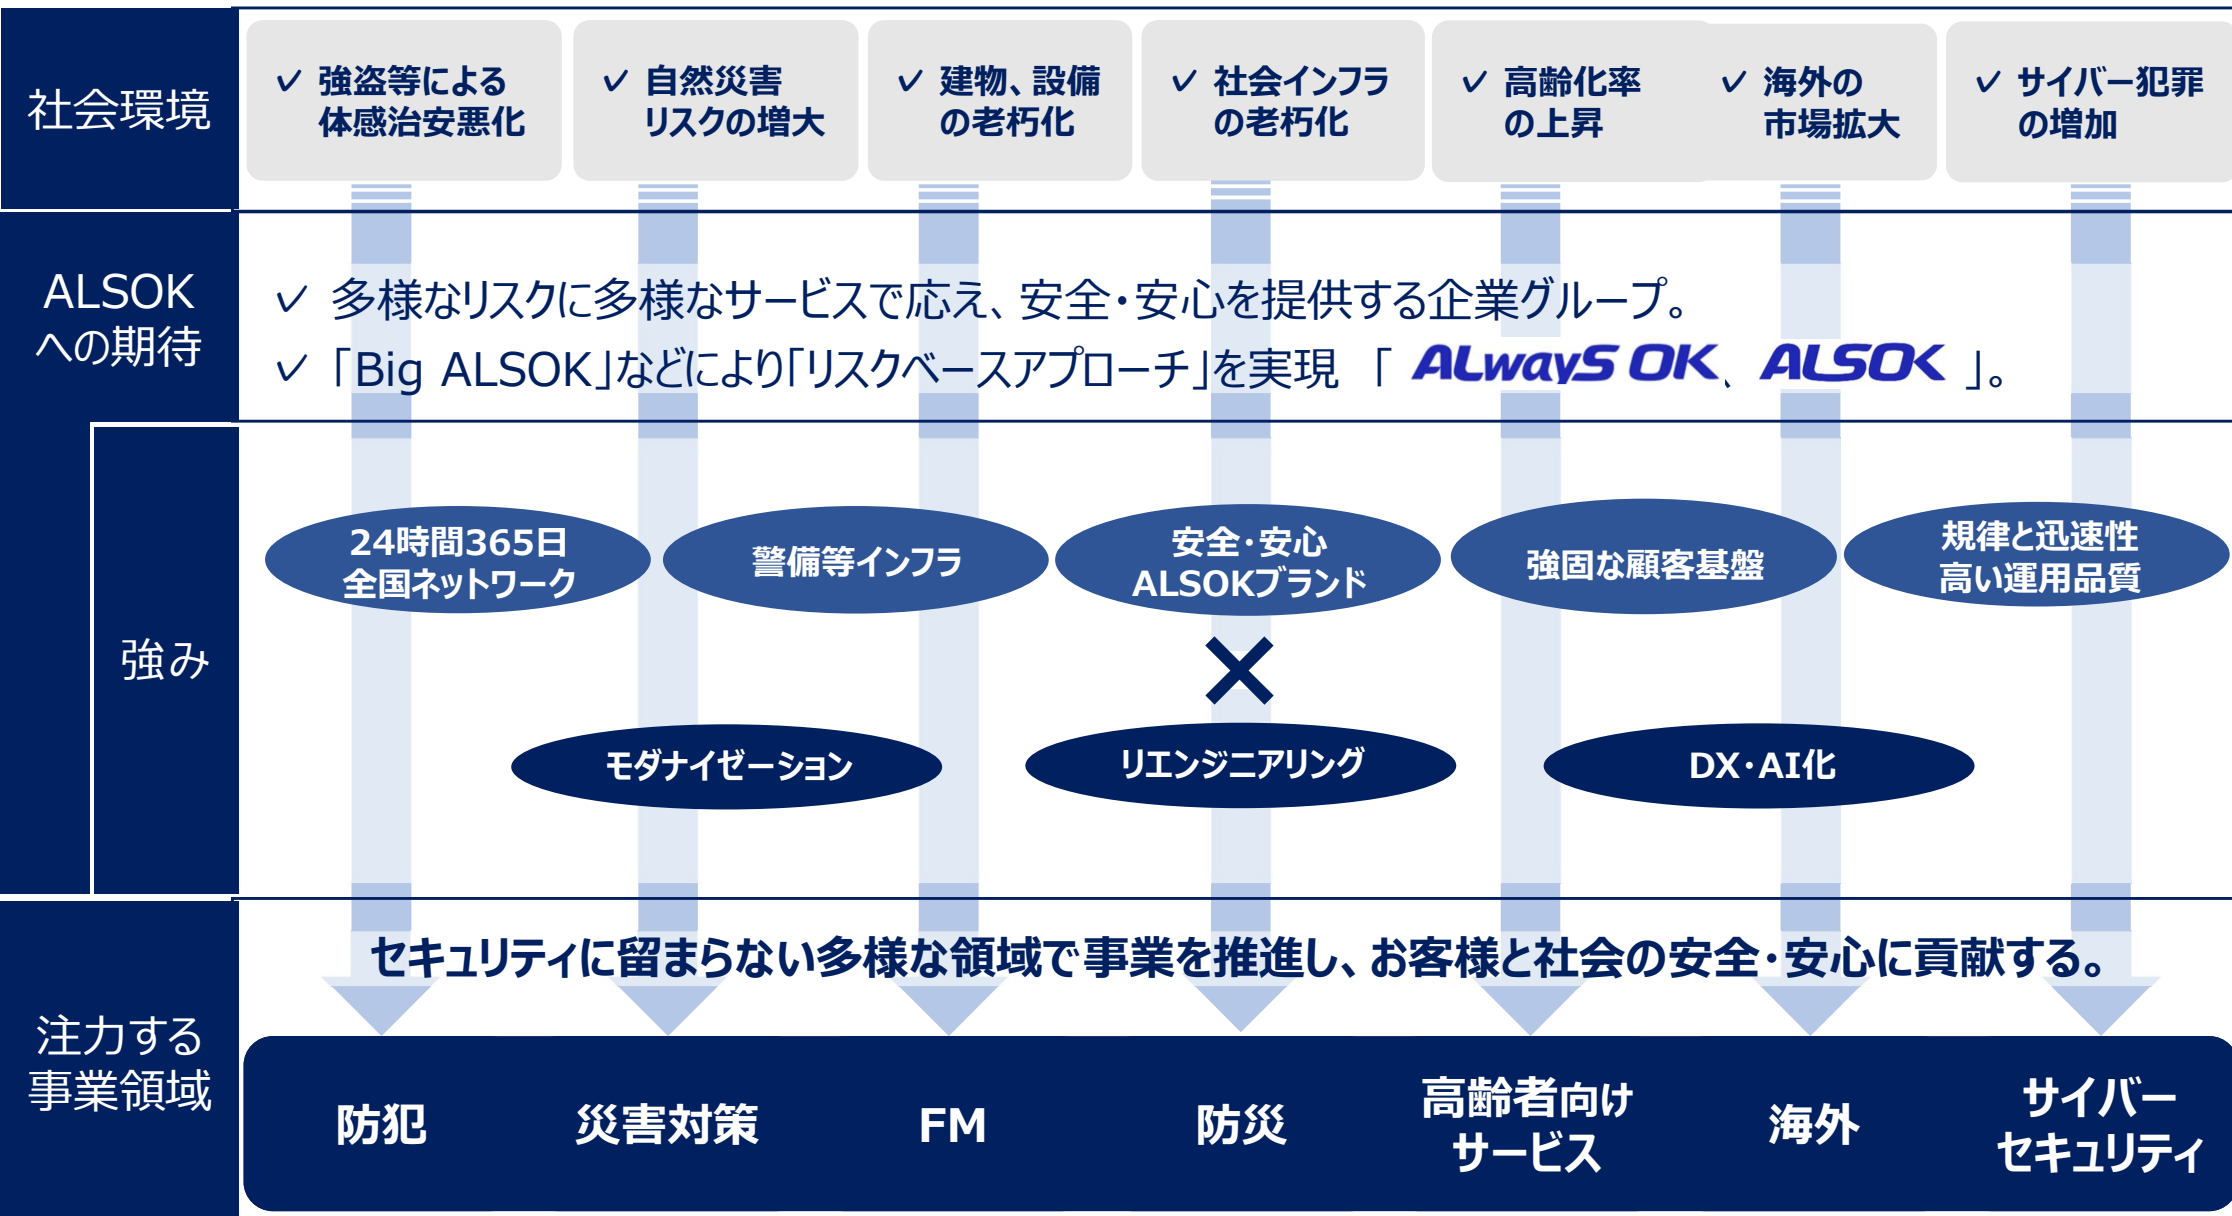 社会環境
✓ 強盗等による
体感治安悪化
✓ 自然災害
リスクの増大
✓ 建物、設備
の老朽化
✓ 社会インフラ
の老朽化
✓ 高齢化率
の上昇
✓ 海外の
市場拡大
✓ サイバー犯罪
の増加
ALSOK
への期待
✓ 多様なリスクに多様なサービスで応え、安全・安心を提供する企業グループ。
✓ 「Big ALSOK」などにより「リスクベースアプローチ」を実現 「 ALwayS OK、ALSOK 」。
強み
24時間365日
全国ネットワーク
警備等インフラ
安全・安心
ALSOKブランド
強固な顧客基盤
規律と迅速性
高い運用品質
×
モダナイゼーション
リエンジニアリング
DX・AI化
注力する
事業領域
セキュリティに留まらない多様な領域で事業を推進し、お客様と社会の安全・安心に貢献する。
防犯
災害対策
FM
防災
高齢者向け
サービス
海外
サイバー
セキュリティ